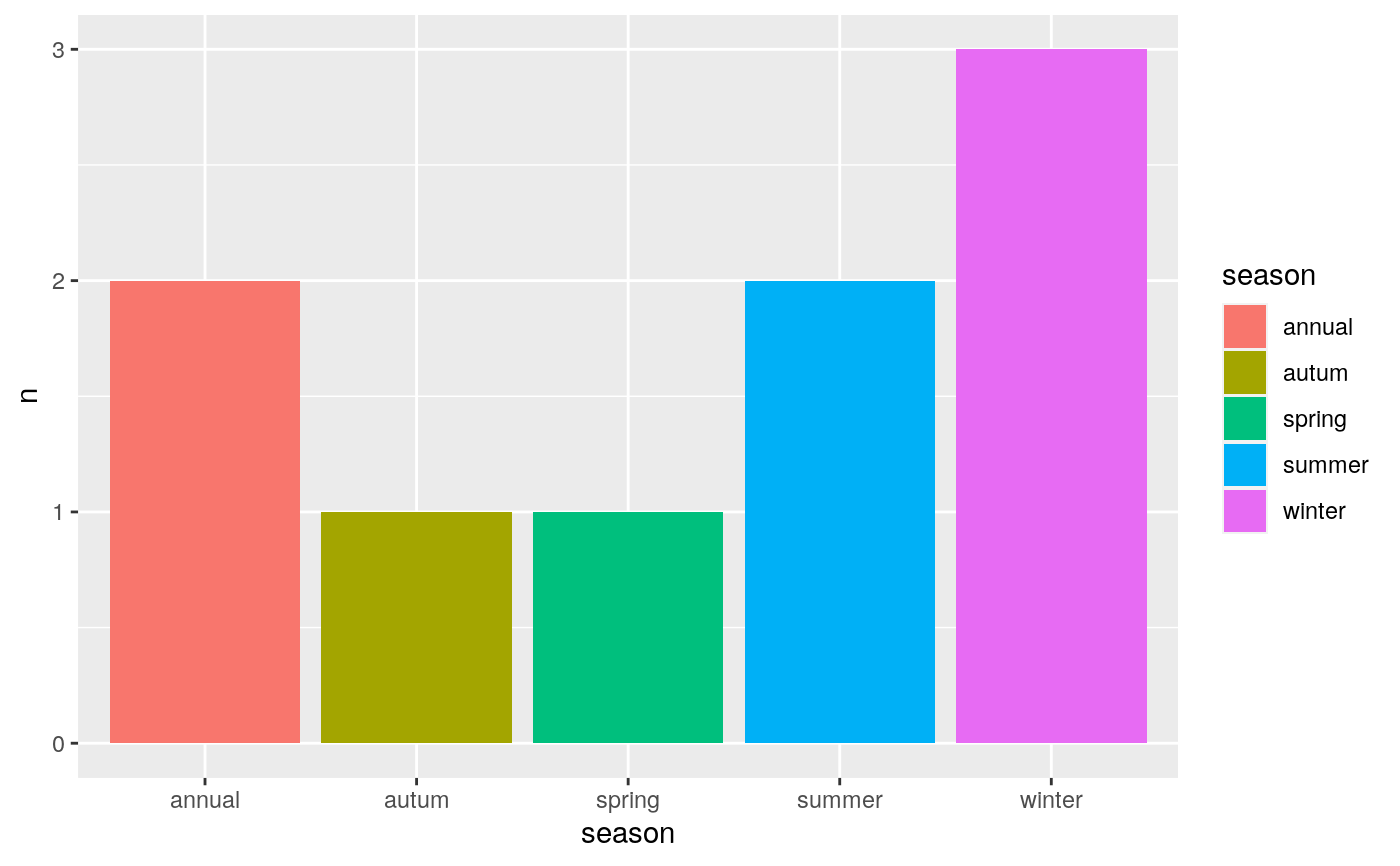 3
2
1
0
n
annual
autum
spring
summer
winter
season
season
annual
autum
spring
summer
winter